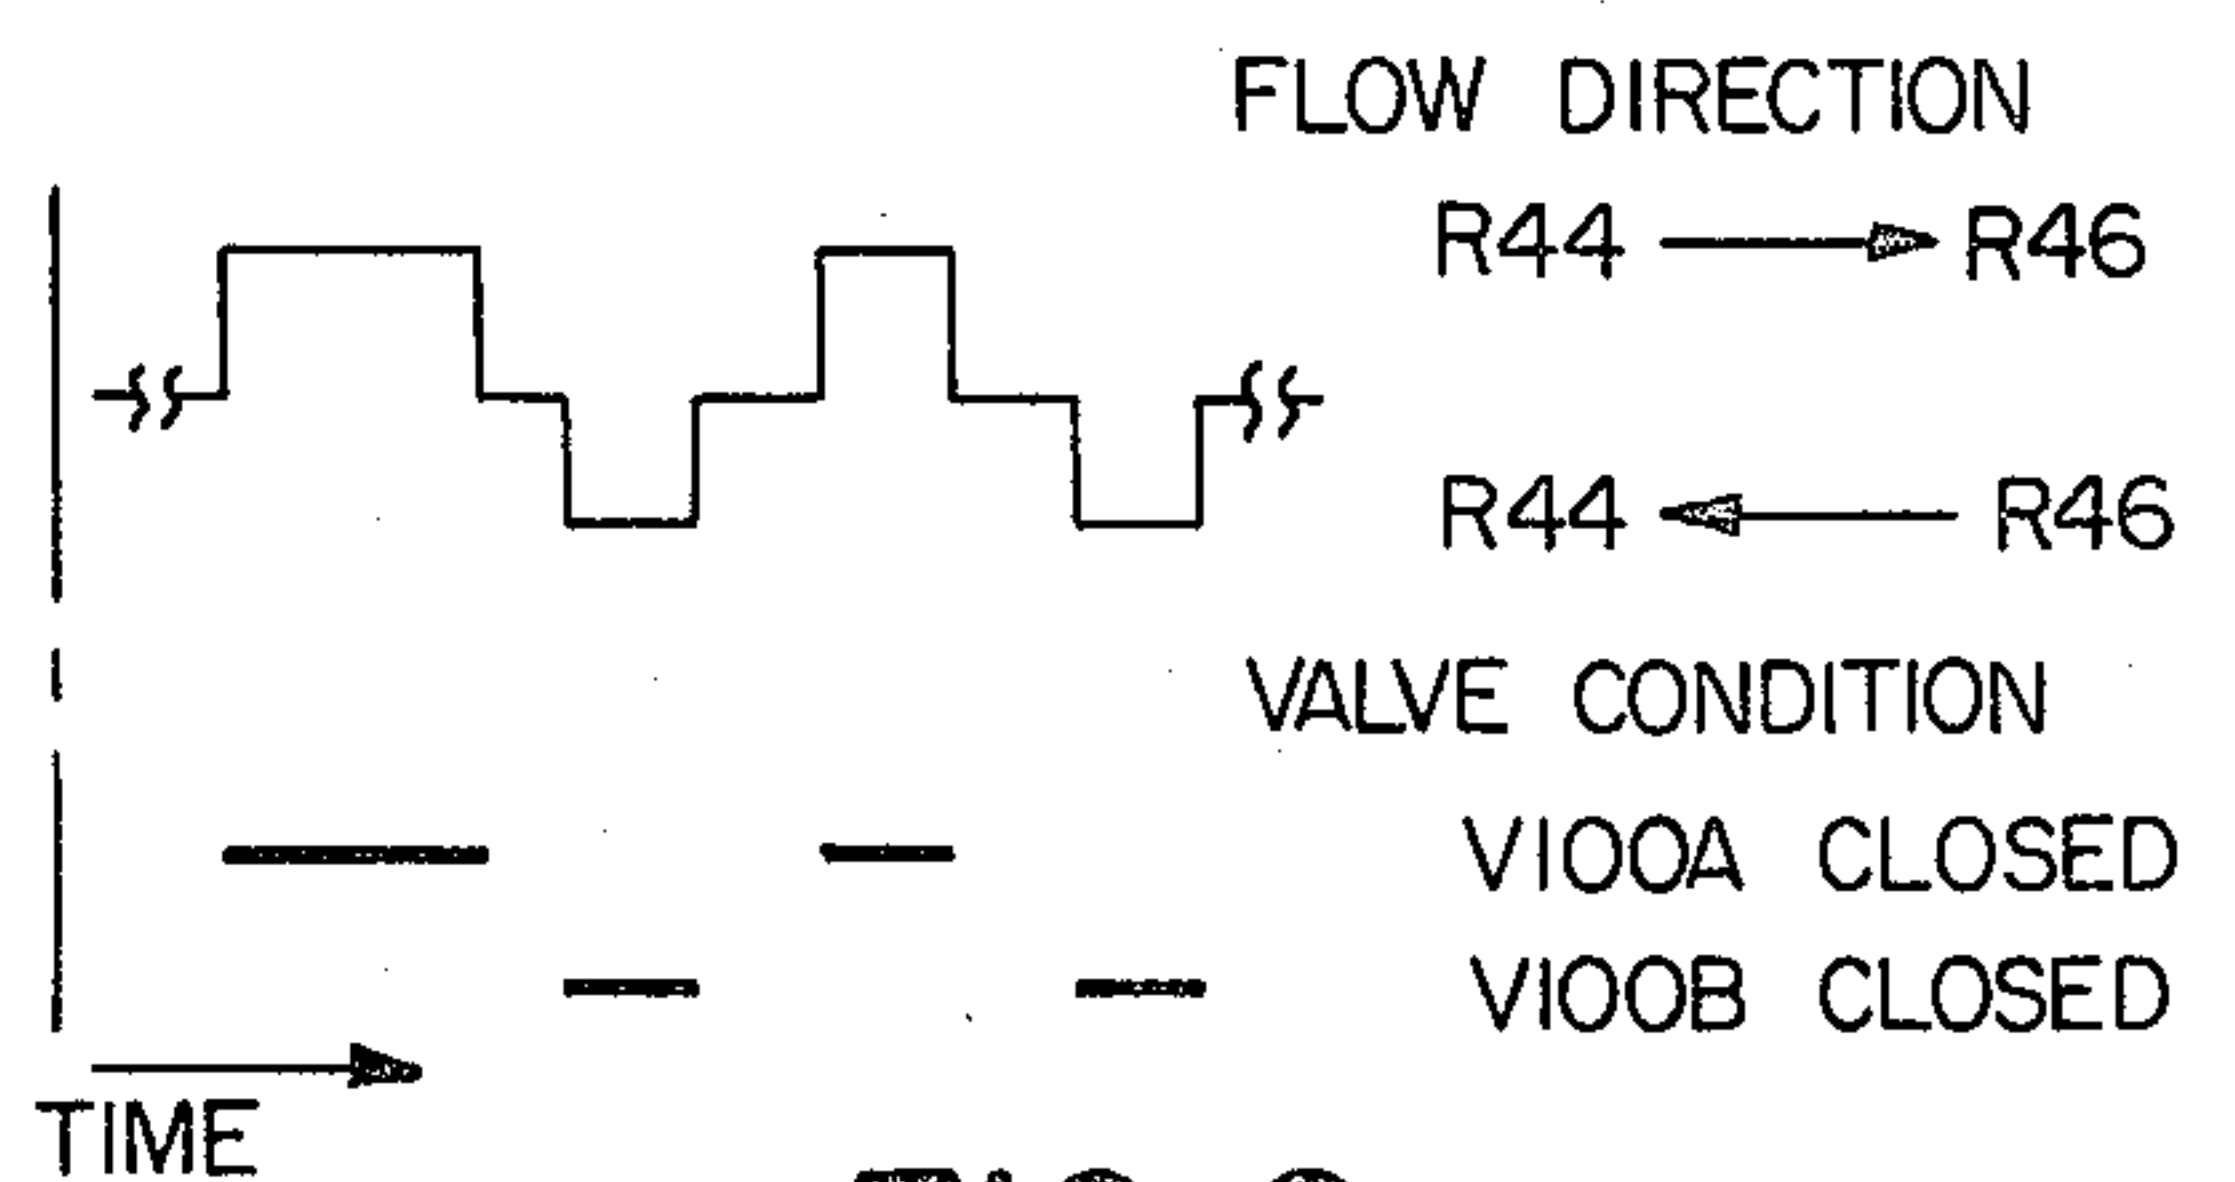 FLOW DIRECTION
R44 → R46
R44 ← R46
VALVE CONDITION
V100A CLOSED
V100B CLOSED
TIME